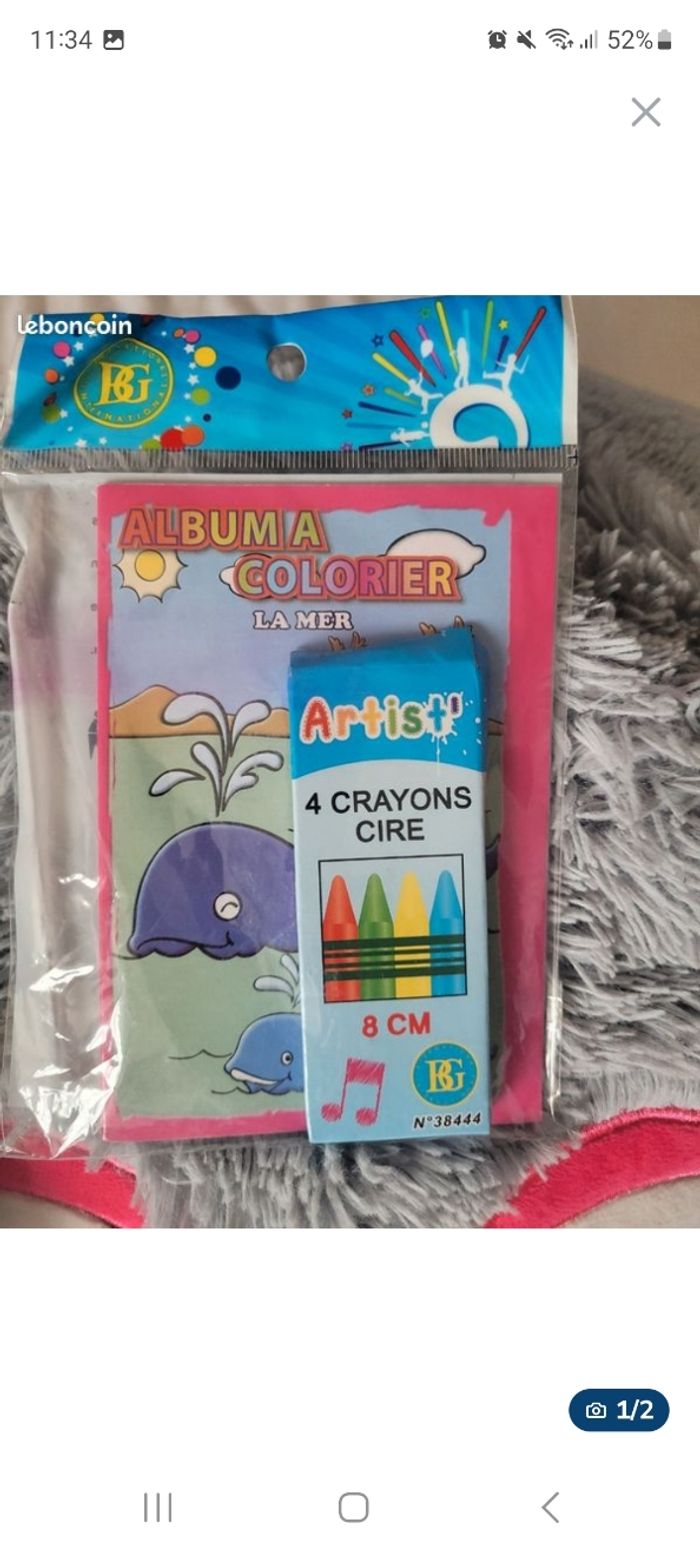 11:34
52%
leboncoin
BG
INTERNATIONAL
ALBUM A
COLORIER
LA MER
Artist'
4 CRAYONS
CIRE
8 CM
BG
N°38444
1/2